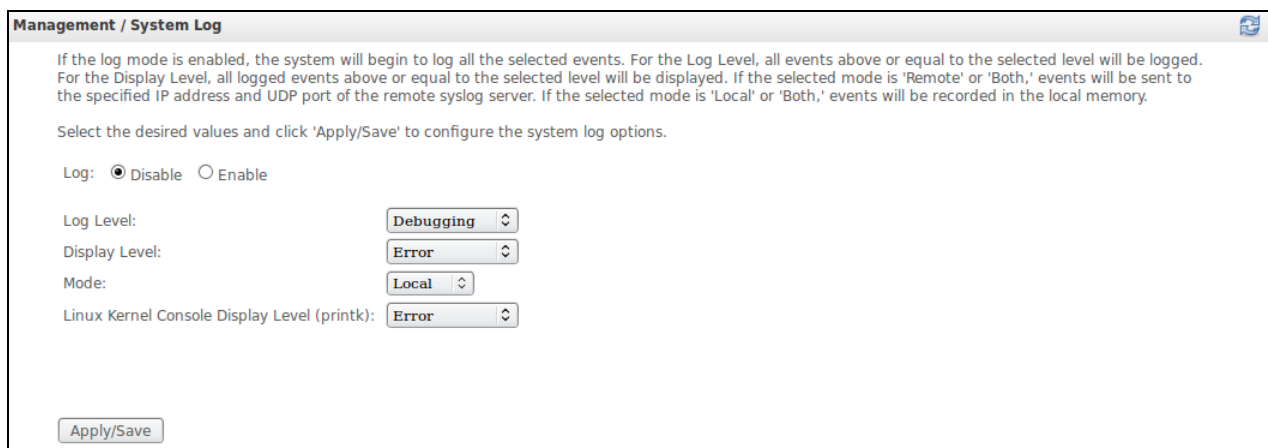 Management / System Log
If the log mode is enabled, the system will begin to log all the selected events. For the Log Level, all events above or equal to the selected level will be logged.
For the Display Level, all logged events above or equal to the selected level will be displayed. If the selected mode is 'Remote' or 'Both,' events will be sent to
the specified IP address and UDP port of the remote syslog server. If the selected mode is 'Local' or 'Both,' events will be recorded in the local memory.
Select the desired values and click 'Apply/Save' to configure the system log options.
Log: Disable Enable
Log Level: Debugging
Display Level: Error
Mode: Local
Linux Kernel Console Display Level (printk): Error
Apply/Save